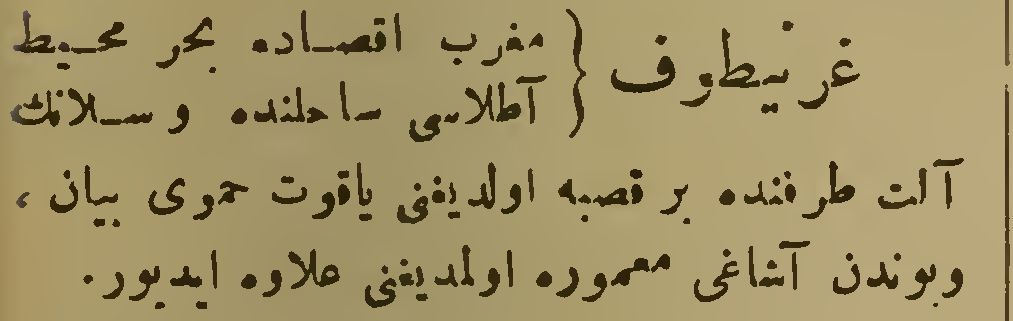 غرنیطوف { مغرب اقصاده بحر محیط
آطلاسی ساحلنده و سلانك
آلت طرفنده بر قصبه اولدیغنی یاقوت حموی بیان ،
وبوندن آشاغی معموره اولمدیغنی علاوه ایدیور.